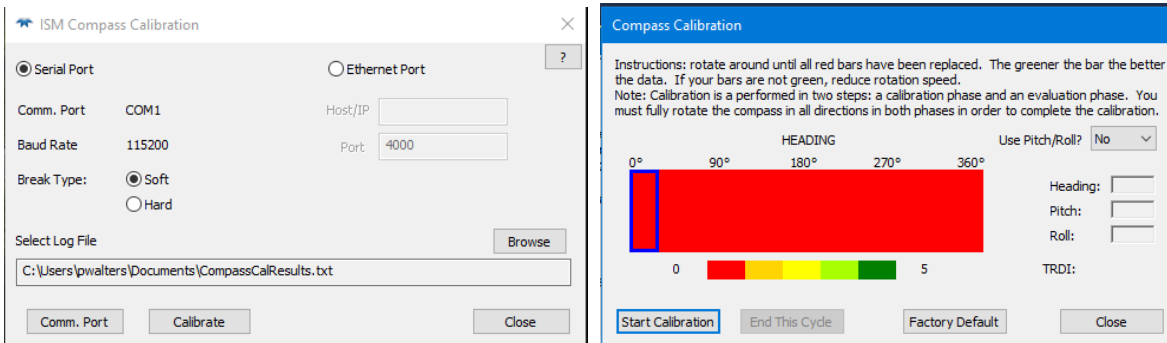 ISM Compass Calibration
?
Serial Port Ethernet Port
Comm. Port COM1 Host/IP
Baud Rate 115200 Port 4000
Break Type: Soft
Hard
Select Log File Browse
C:\Users\pwalters\Documents\CompassCalResults.txt
Comm. Port Calibrate Close
Compass Calibration
Instructions: rotate around until all red bars have been replaced. The greener the bar the better
the data. If your bars are not green, reduce rotation speed.
Note: Calibration is a performed in two steps: a calibration phase and an evaluation phase. You
must fully rotate the compass in all directions in both phases in order to complete the calibration.
HEADING Use Pitch/Roll? No
0° 90° 180° 270° 360°
Heading:
Pitch:
Roll:
0 5 TRDI:
Start Calibration End This Cycle Factory Default Close